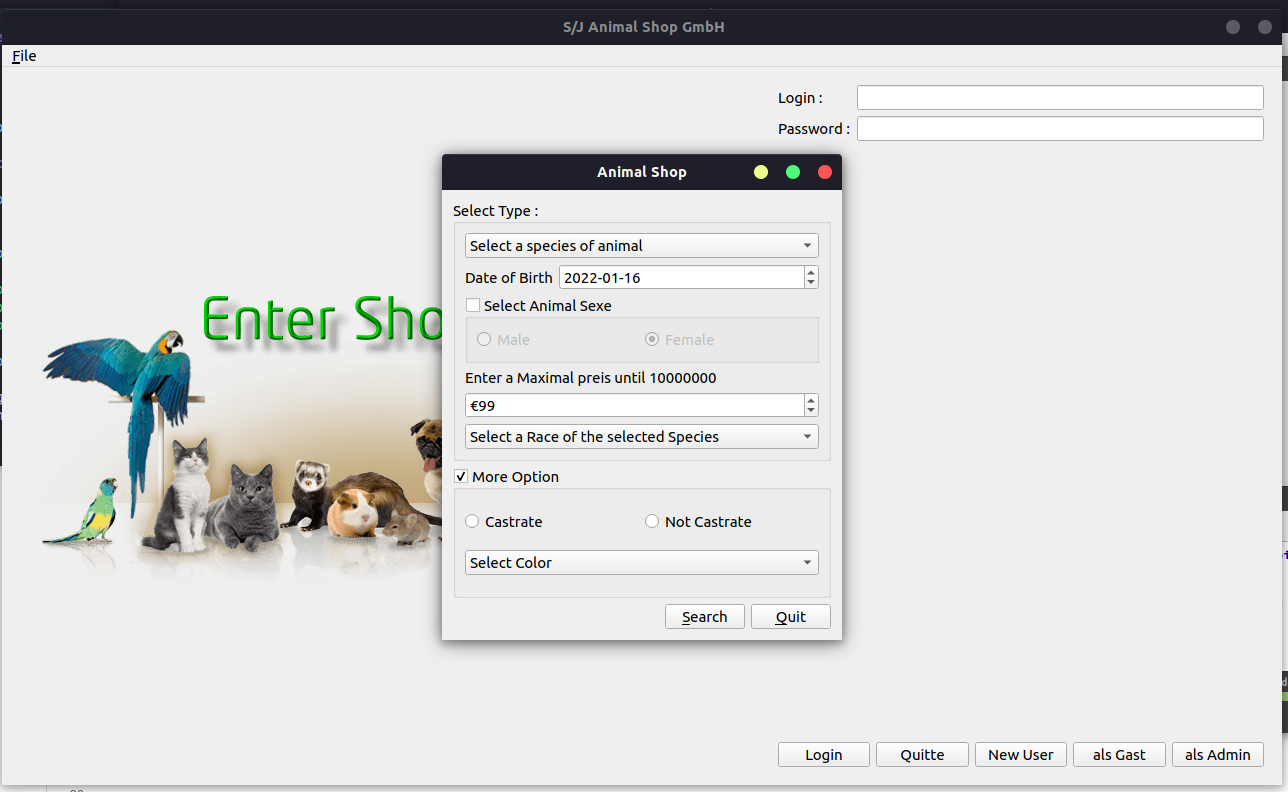 S/J Animal Shop GmbH
File
Login :
Password :
Enter Sho
Animal Shop
Select Type :
Select a species of animal
Date of Birth 2022-01-16
Select Animal Sexe
Male Female
Enter a Maximal preis until 10000000
€99
Select a Race of the selected Species
More Option
Castrate Not Castrate
Select Color
Search Quit
Login Quitte New User als Gast als Admin